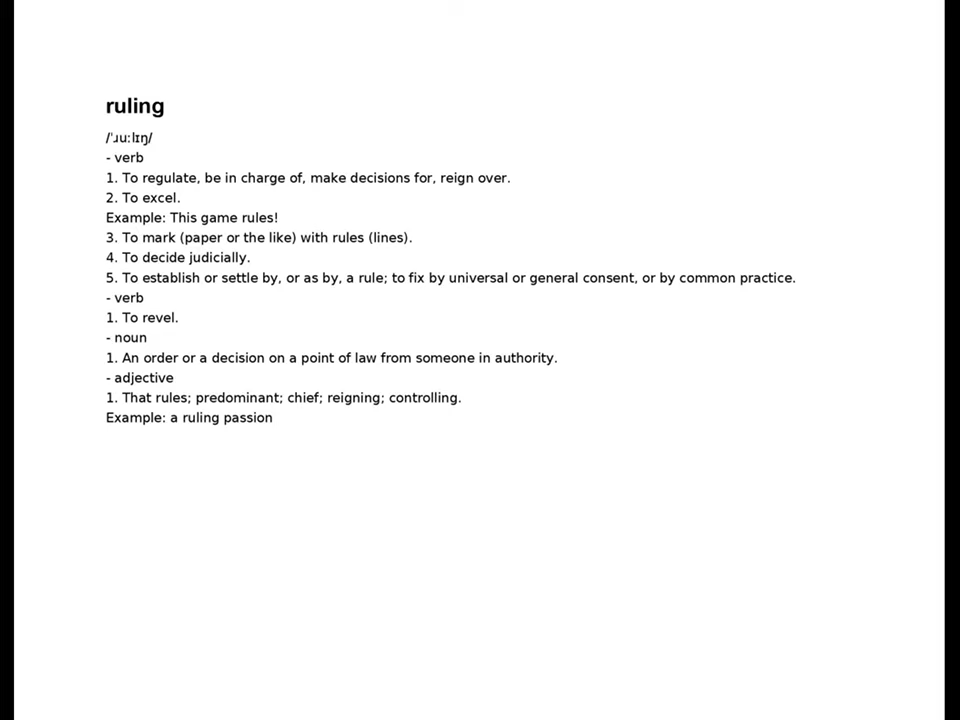 ruling
/ˈɹuːlɪŋ/
- verb
1. To regulate, be in charge of, make decisions for, reign over.
2. To excel.
Example: This game rules!
3. To mark (paper or the like) with rules (lines).
4. To decide judicially.
5. To establish or settle by, or as by, a rule; to fix by universal or general consent, or by common practice.
- verb
1. To revel.
- noun
1. An order or a decision on a point of law from someone in authority.
- adjective
1. That rules; predominant; chief; reigning; controlling.
Example: a ruling passion